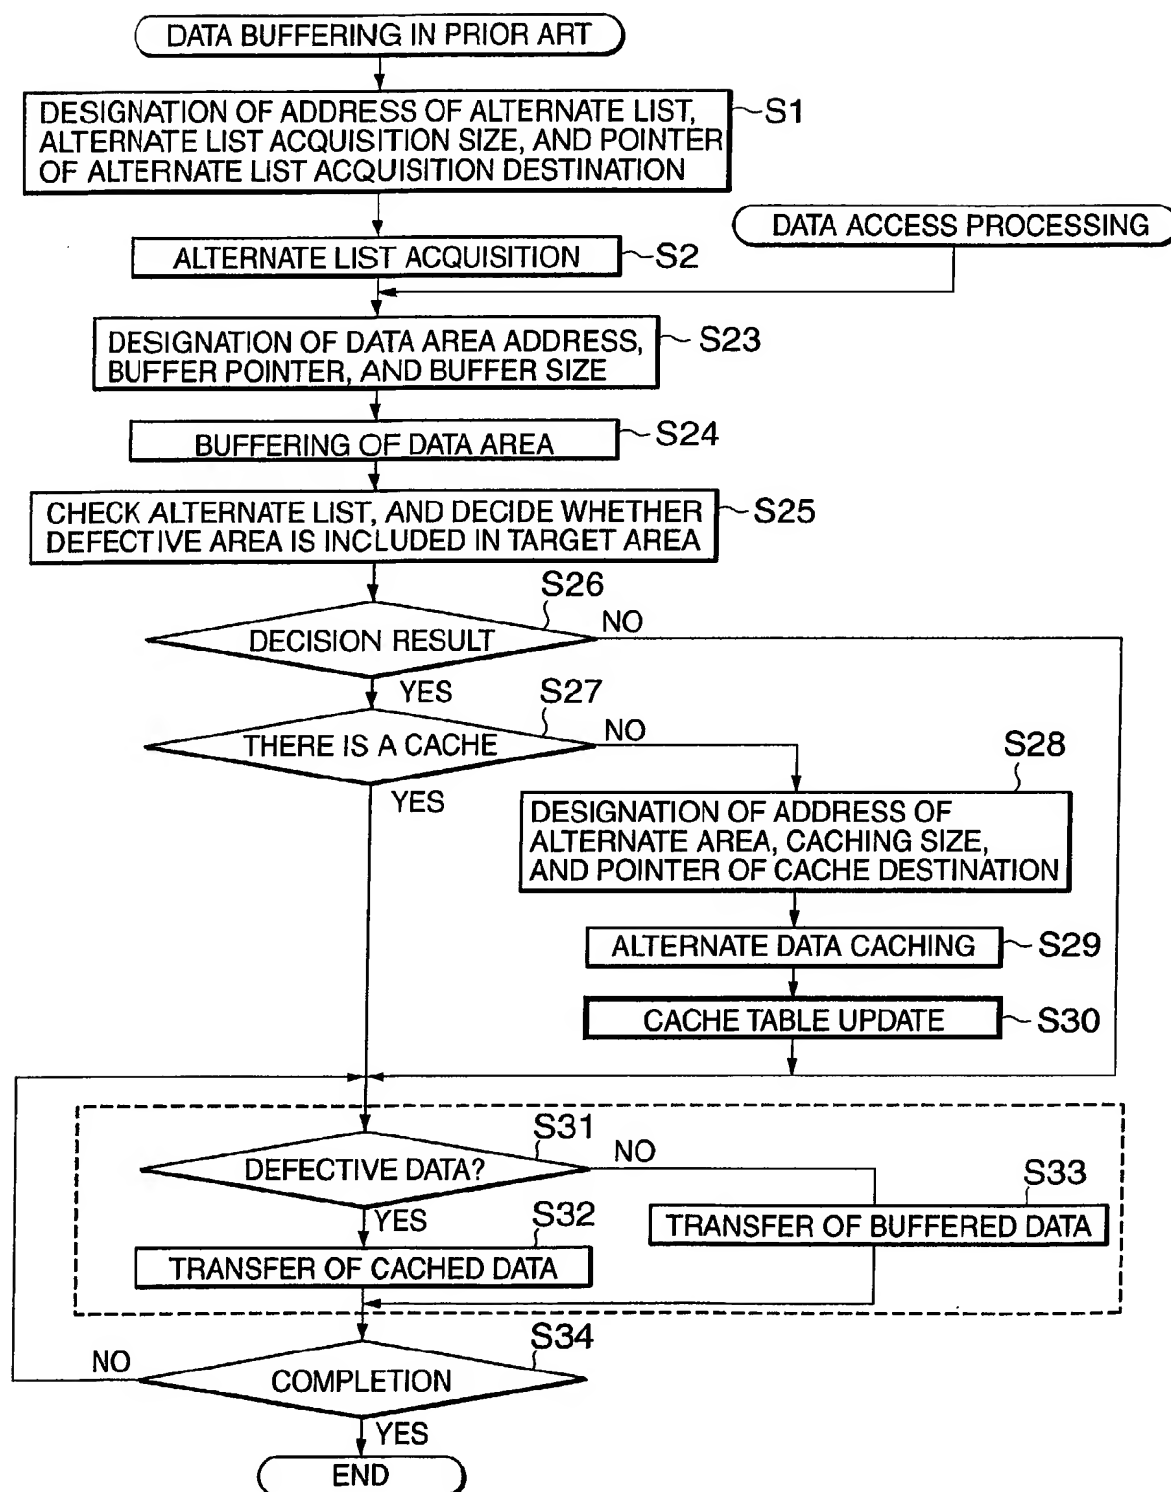 DATA BUFFERING IN PRIOR ART
DESIGNATION OF ADDRESS OF ALTERNATE LIST,
ALTERNATE LIST ACQUISITION SIZE, AND POINTER
OF ALTERNATE LIST ACQUISITION DESTINATION
S1
DATA ACCESS PROCESSING
ALTERNATE LIST ACQUISITION
S2
DESIGNATION OF DATA AREA ADDRESS,
BUFFER POINTER, AND BUFFER SIZE
S23
BUFFERING OF DATA AREA
S24
CHECK ALTERNATE LIST, AND DECIDE WHETHER
DEFECTIVE AREA IS INCLUDED IN TARGET AREA
S25
S26
DECISION RESULT
NO
YES
S27
THERE IS A CACHE
NO
YES
S28
DESIGNATION OF ADDRESS OF
ALTERNATE AREA, CACHING SIZE,
AND POINTER OF CACHE DESTINATION
ALTERNATE DATA CACHING
S29
CACHE TABLE UPDATE
S30
S31
DEFECTIVE DATA?
NO
YES
S33
TRANSFER OF BUFFERED DATA
S32
TRANSFER OF CACHED DATA
S34
COMPLETION
NO
YES
END